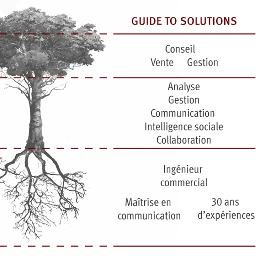 GUIDE TO SOLUTIONS
Conseil
Vente Gestion
Analyse
Gestion
Communication
Intelligence sociale
Collaboration
Ingénieur
commercial
Maîtrise en
communication
30 ans
d'expériences